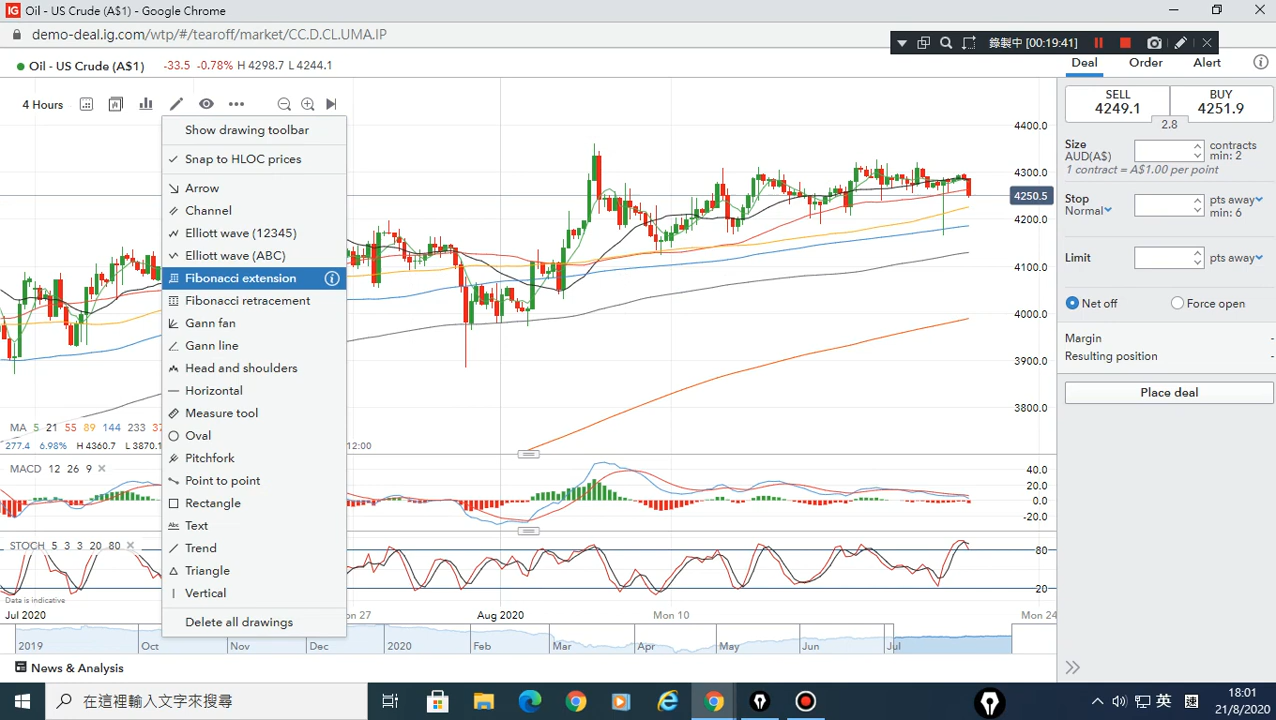 IG Oil - US Crude (A$1) - Google Chrome
demo-deal.ig.com/wtp/#/tearoff/market/CC.D.CL.UMA.IP
Oil - US Crude (A$1) -33.5 -0.78% H 4298.7 L 4244.1
錄製中 [00:19:41]
Deal Order Alert
4 Hours
Show drawing toolbar
Snap to HLOC prices
Arrow
Channel
Elliott wave (12345)
Elliott wave (ABC)
Fibonacci extension
Fibonacci retracement
Gann fan
Gann line
Head and shoulders
Horizontal
Measure tool
Oval
Pitchfork
Point to point
Rectangle
Text
Trend
Triangle
Vertical
Delete all drawings
4400.0
4300.0
4250.5
4200.0
4100.0
4000.0
3900.0
3800.0
MA 5 21 55 89 144 233
277.4 6.98% H 4360.7 L 3870.1
12:00
MACD 12 26 9
40.0
20.0
0.0
-20.0
STOCH 5 3 3 20 80
80
20
Data is indicative
Jul 2020
Aug 2020 Mon 10 Mon 24
2019 Oct Nov Dec 2020 Feb Mar Apr May Jun Jul
News & Analysis
SELL
4249.1
BUY
4251.9
2.8
Size
AUD(A$)
contracts
min: 2
1 contract = A$1.00 per point
Stop
Normal
pts away
min: 6
Limit
pts away
Net off Force open
Margin -
Resulting position -
Place deal
在這裡輸入文字來搜尋
英
18:01
21/8/2020